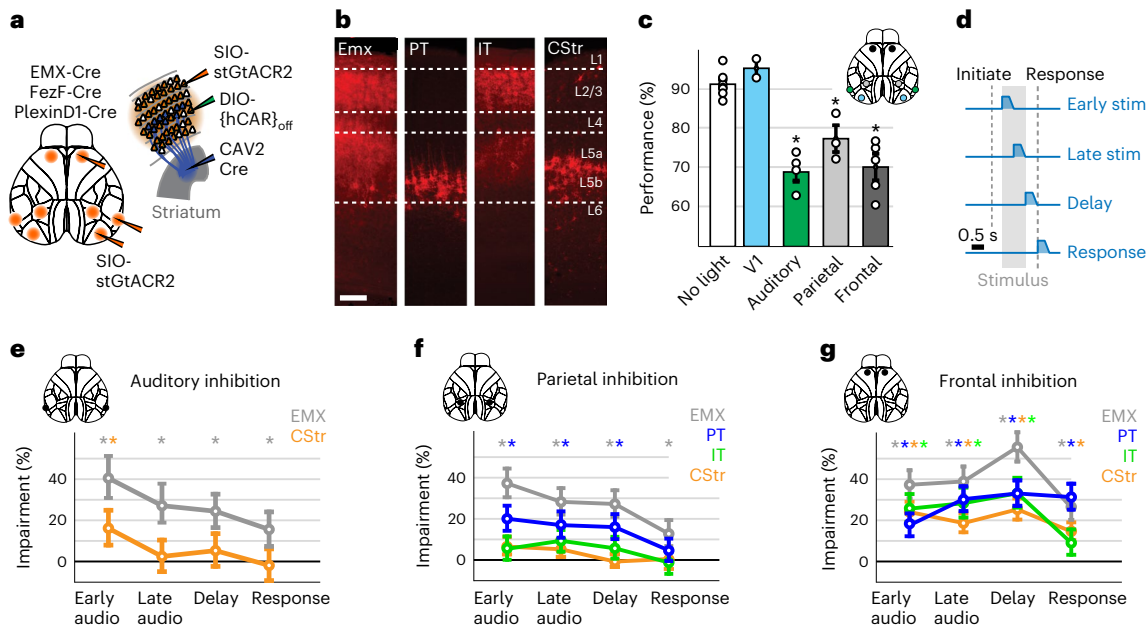 a
EMX-Cre
FezF-Cre
PlexinD1-Cre
SIO-
stGtACR2
DIO-
{hCAR}off
CAV2
Cre
Striatum
SIO-
stGtACR2
b
Emx
PT
IT
CStr
L1
L2/3
L4
L5a
L5b
L6
c
Performance (%)
90
80
70
60
*
*
*
No light
V1
Auditory
Parietal
Frontal
d
Initiate
Response
Early stim
Late stim
Delay
Response
0.5 s
Stimulus
e
Auditory inhibition
EMX
CStr
** * * *
Impairment (%)
40
20
0
Early
audio
Late
audio
Delay
Response
f
Parietal inhibition
EMX
PT
IT
CStr
** ** ** *
Impairment (%)
40
20
0
Early
audio
Late
audio
Delay
Response
g
Frontal inhibition
EMX
PT
IT
CStr
**** **** **** ***
Impairment (%)
40
20
0
Early
audio
Late
audio
Delay
Response